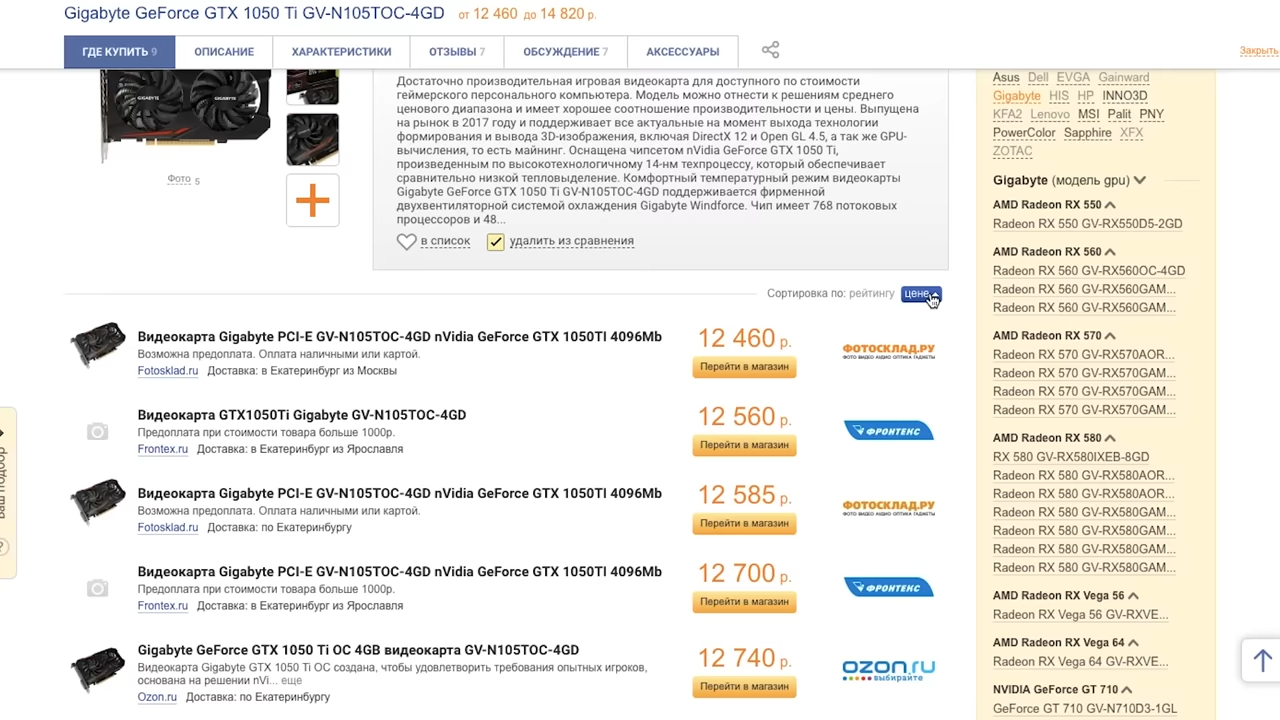 Gigabyte GeForce GTX 1050 Ti GV-N105TOC-4GD от 12 460 до 14 820 р.
ГДЕ КУПИТЬ 9 ОПИСАНИЕ ХАРАКТЕРИСТИКИ ОТЗЫВЫ 7 ОБСУЖДЕНИЕ 7 АКСЕССУАРЫ
Закрыть
Фото 5
Достаточно производительная игровая видеокарта для доступного по стоимости
геймерского персонального компьютера. Модель можно отнести к решениям среднего
ценового диапазона и имеет хорошее соотношение производительности и цены. Выпущена
на рынок в 2017 году и поддерживает все актуальные на момент выхода технологии
формирования и вывода 3D-изображения, включая DirectX 12 и Open GL 4.5, а так же GPU-
вычисления, то есть майнинг. Оснащена чипсетом nVidia GeForce GTX 1050 Ti,
произведенным по высокотехнологичному 14-нм техпроцессу, который обеспечивает
сравнительно низкой тепловыделение. Комфортный температурный режим видеокарты
Gigabyte GeForce GTX 1050 Ti GV-N105TOC-4GD поддерживается фирменной
двухвентиляторной системой охлаждения Gigabyte Windforce. Чип имеет 768 потоковых
процессоров и 48...
в список удалить из сравнения
Сортировка по: рейтингу цене
Видеокарта Gigabyte PCI-E GV-N105TOC-4GD nVidia GeForce GTX 1050TI 4096Mb
Возможна предоплата. Оплата наличными или картой.
Fotosklad.ru Доставка: в Екатеринбург из Москвы
12 460 р.
Перейти в магазин
ФОТОСКЛАД.РУ
ФОТО ВИДЕО АУДИО ОПТИКА ГАДЖЕТЫ
Видеокарта GTX1050Ti Gigabyte GV-N105TOC-4GD
Предоплата при стоимости товара больше 1000р.
Frontex.ru Доставка: в Екатеринбург из Ярославля
12 560 р.
Перейти в магазин
ФРОНТЕКС
Видеокарта Gigabyte PCI-E GV-N105TOC-4GD nVidia GeForce GTX 1050TI 4096Mb
Возможна предоплата. Оплата наличными или картой.
Fotosklad.ru Доставка: по Екатеринбургу
12 585 р.
Перейти в магазин
ФОТОСКЛАД.РУ
ФОТО ВИДЕО АУДИО ОПТИКА ГАДЖЕТЫ
Видеокарта Gigabyte PCI-E GV-N105TOC-4GD nVidia GeForce GTX 1050TI 4096Mb
Предоплата при стоимости товара больше 1000р.
Frontex.ru Доставка: в Екатеринбург из Ярославля
12 700 р.
Перейти в магазин
ФРОНТЕКС
Gigabyte GeForce GTX 1050 Ti OC 4GB видеокарта GV-N105TOC-4GD
Видеокарта Gigabyte GTX 1050 Ti OC создана, чтобы удовлетворить требования опытных игроков,
основана на решении nVi... еще
Ozon.ru Доставка: по Екатеринбургу
12 740 р.
Перейти в магазин
OZON.RU
выбирайте
Asus Dell EVGA Gainward
Gigabyte HIS HP INNO3D
KFA2 Lenovo MSI Palit PNY
PowerColor Sapphire XFX
ZOTAC
Gigabyte (модель gpu)
AMD Radeon RX 550
Radeon RX 550 GV-RX550D5-2GD
AMD Radeon RX 560
Radeon RX 560 GV-RX560OC-4GD
Radeon RX 560 GV-RX560GAM...
Radeon RX 560 GV-RX560GAM...
AMD Radeon RX 570
Radeon RX 570 GV-RX570AOR...
Radeon RX 570 GV-RX570GAM...
Radeon RX 570 GV-RX570GAM...
Radeon RX 570 GV-RX570GAM...
AMD Radeon RX 580
RX 580 GV-RX580IXEB-8GD
Radeon RX 580 GV-RX580AOR...
Radeon RX 580 GV-RX580AOR...
Radeon RX 580 GV-RX580GAM...
Radeon RX 580 GV-RX580GAM...
Radeon RX 580 GV-RX580GAM...
Radeon RX 580 GV-RX580GAM...
AMD Radeon RX Vega 56
Radeon RX Vega 56 GV-RXVE...
AMD Radeon RX Vega 64
Radeon RX Vega 64 GV-RXVE...
NVIDIA GeForce GT 710
GeForce GT 710 GV-N710D3-1GL